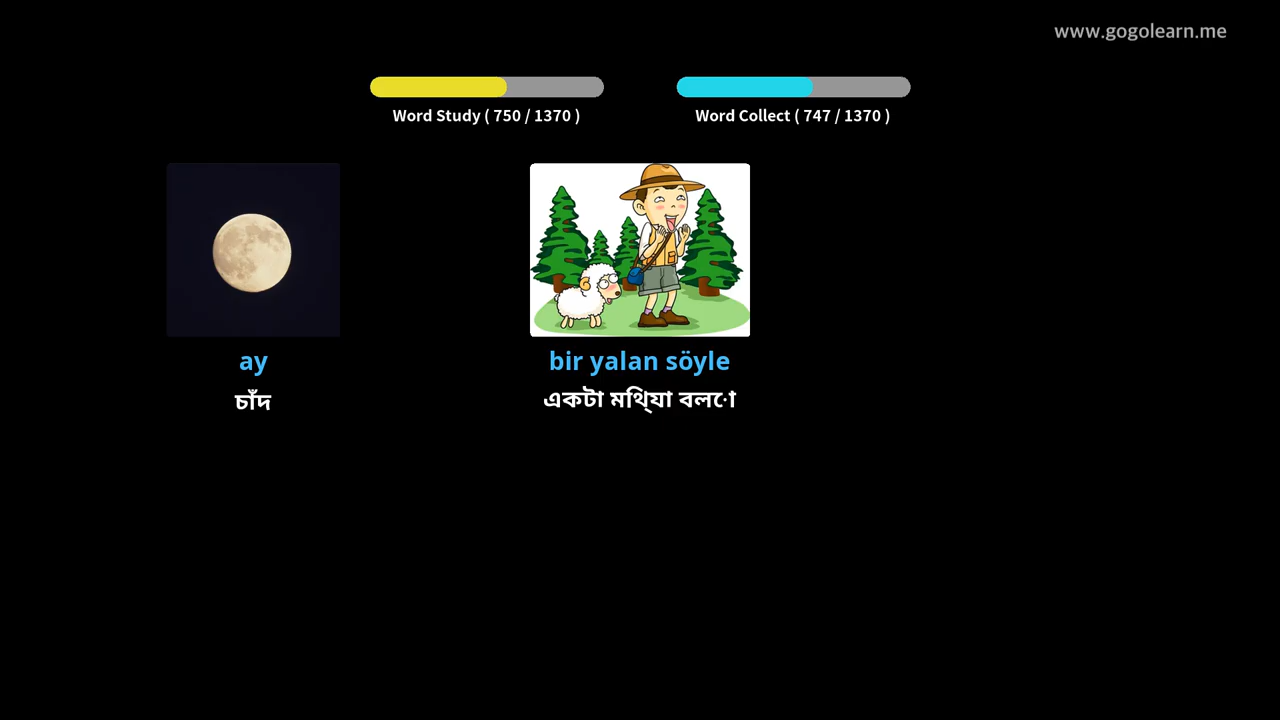 www.gogolearn.me
Word Study ( 750 / 1370 )
Word Collect ( 747 / 1370 )
ay
চাঁদ
bir yalan söyle
একটা মিথ্যা বলো